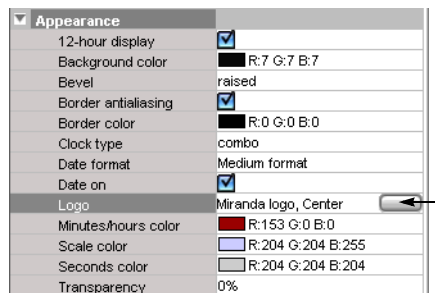 Appearance
12-hour display
Background color R:7 G:7 B:7
Bevel raised
Border antialiasing
Border color R:0 G:0 B:0
Clock type combo
Date format Medium format
Date on
Logo Miranda logo, Center
Minutes/hours color R:153 G:0 B:0
Scale color R:204 G:204 B:255
Seconds color R:204 G:204 B:204
Transparency 0%